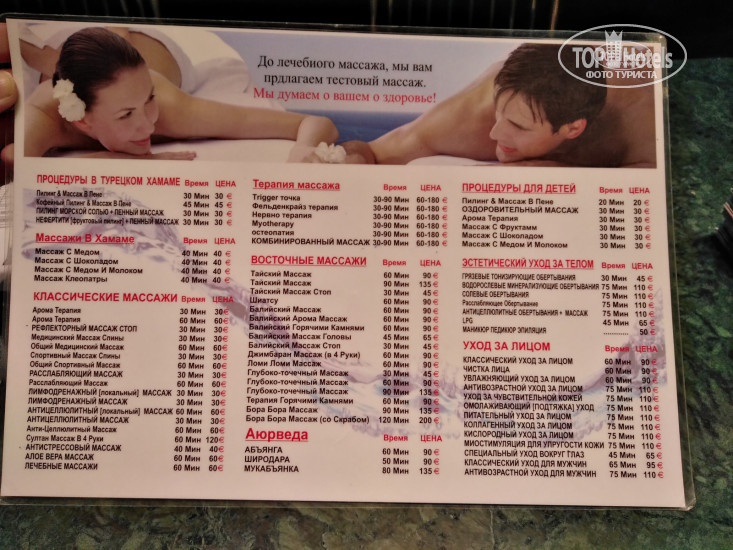 До лечебного массажа, мы вам
прдлагаем тестовый массаж.
Мы думаем о вашем о здоровье!
TOP Hotels
ФОТО ТУРИСТА
ПРОЦЕДУРЫ В ТУРЕЦКОМ ХАМАМЕ Время ЦЕНА
Пилинг & Массаж В Пене 30 Мин 30 €
Кофейный Пилинг & Массаж В Пене 45 Мин 45 €
ПИЛИНГ МОРСКОЙ СОЛЬЮ + ПЕННЫЙ МАССАЖ 30 Мин 30 €
НЕФЕРТИТИ [фруктовый пилинг] + ПЕННЫЙ МАССАЖ 30 Мин 30 €
Массажи В Хамаме Время ЦЕНА
Массаж С Медом 40 Мин 40 €
Массаж С Шоколадом 40 Мин 40 €
Массаж С Медом И Молоком 40 Мин 40 €
Массаж Клеопатры 40 Мин 40 €
КЛАССИЧЕСКИЕ МАССАЖИ Время ЦЕНА
Арома Терапия 30 Мин 30 €
Арома Терапия 60 Мин 60 €
РЕФЛЕКТОРНЫЙ МАССАЖ СТОП 30 Мин 30 €
Медицинский Массаж Спины 30 Мин 30 €
Общий Медицинский Массаж 60 Мин 60 €
Спортивный Массаж Спины 30 Мин 30 €
Общий Спортивный Массаж 60 Мин 60 €
РАССЛАБЛЯЮЩИЙ МАССАЖ 30 Мин 30 €
Расслабляющий Массаж 60 Мин 60 €
ЛИМФОДРЕНАЖНЫЙ [локальный] МАССАЖ 30 Мин 30 €
ЛИМФОДРЕНАЖНЫЙ МАССАЖ 30 Мин 30 €
АНТИЦЕЛЛЮЛИТНЫЙ [локальный] МАССАЖ 60 Мин 60 €
АНТИЦЕЛЛЮЛИТНЫЙ МАССАЖ 30 Мин 30 €
Анти-Целлюлитный Массаж 60 Мин 60 €
Султан Массаж В 4 Руки 60 Мин 120 €
АНТИСТРЕССОВЫЙ МАССАЖ 40 Мин 40 €
АЛОЕ ВЕРА МАССАЖ 60 Мин 60 €
ЛЕЧЕБНЫЕ МАССАЖИ 60 Мин 60 €
Терапия массажа Время ЦЕНА
Trigger точка 30-90 Мин 60-180 €
Фельденкрайз терапия 30-90 Мин 60-180 €
Нервно терапия 30-90 Мин 60-180 €
Myotherapy 30-90 Мин 60-180 €
остеопатия 30-90 Мин 60-180 €
КОМБИНИРОВАННЫЙ МАССАЖ 30-90 Мин 60-180 €
ВОСТОЧНЫЕ МАССАЖИ Время ЦЕНА
Тайский Массаж 60 Мин 90 €
Тайский Массаж 90 Мин 135 €
Тайский Массаж Стоп 30 Мин 45 €
Шиатсу 60 Мин 90 €
Балийский Массаж 60 Мин 90 €
Балийский Арома Массаж 60 Мин 90 €
Балийский Горячими Камнями 60 Мин 90 €
Балийский Массаж Головы 45 Мин 65 €
Балийский Массаж Стоп 30 Мин 45 €
Джимбаран Массаж (в 4 Руки) 60 Мин 90 €
Ломи Ломи Массаж 60 Мин 90 €
Глубоко-точечный Массаж 30 Мин 45 €
Глубоко-точечный Массаж 60 Мин 90 €
Глубоко-точечный Массаж 90 Мин 135 €
Терапия Горячими Камнями 60 Мин 90 €
Бора Бора Массаж 90 Мин 135 €
Бора Бора Массаж (со Скрабом) 120 Мин 200 €
Аюрведа Время ЦЕНА
АБЪЯНГА 60 Мин 90 €
ШИРОДАРА 50 Мин 90 €
МУКАБЪЯНКА 80 Мин 135 €
ПРОЦЕДУРЫ ДЛЯ ДЕТЕЙ Время ЦЕНА
Пилинг & Массаж В Пене 20 Мин 20 €
ОЗДОРОВИТЕЛЬНЫЙ МАССАЖ 30 Мин 30 €
Арома Терапия 30 Мин 30 €
Массаж С Фруктами 30 Мин 30 €
Массаж С Шоколадом 30 Мин 30 €
Массаж С Медом И Молоком 30 Мин 30 €
ЭСТЕТИЧЕСКИЙ УХОД ЗА ТЕЛОМ Время ЦЕНА
ГРЯЗЕВЫЕ ТОНИЗИРУЮЩИЕ ОБЕРТЫВАНИЯ 30 Мин 45 €
ВОДОРОСЛЕВЫЕ МИНЕРАЛИЗУЮЩИЕ ОБЕРТЫВАНИЯ 75 Мин 110 €
СОЛЕВЫЕ ОБЕРТЫВАНИЯ 75 Мин 110 €
Расслабляющие Обертывание 75 Мин 110 €
АНТИЦЕЛЛЮЛИТНЫЕ ОБЕРТЫВАНИЯ + МАССАЖ 75 Мин 110 €
LPG 45 Мин 65 €
МАНИКЮР ПЕДИКЮР ЭПИЛЯЦИЯ ............ 50 €
УХОД ЗА ЛИЦОМ Время ЦЕНА
КЛАССИЧЕСКИЙ УХОД ЗА ЛИЦОМ 60 Мин 90 €
ЧИСТКА ЛИЦА 60 Мин 90 €
УВЛАЖНЯЮЩИЙ УХОД ЗА ЛИЦОМ 60 Мин 90 €
АНТИВОЗРАСТНОЙ УХОД ЗА ЛИЦОМ 75 Мин 110 €
УХОД ЗА ЧУВСТВИТЕЛЬНОЙ КОЖЕЙ 75 Мин 110 €
ОМОЛАЖИВАЮЩИЙ (ПОДТЯЖКА) УХОД 75 Мин 110 €
ПИТАТЕЛЬНЫЙ УХОД ЗА ЛИЦОМ 75 Мин 110 €
КОЛЛАГЕННЫЙ УХОД ЗА ЛИЦОМ 75 Мин 110 €
КИСЛОРОДНЫЙ УХОД ЗА ЛИЦОМ 75 Мин 110 €
МИОСТИМУЛЯЦИЯ ДЛЯ УПРУГОСТИ КОЖИ 75 Мин 110 €
СПЕЦИАЛЬНЫЙ УХОД ВОКРУГ ГЛАЗ 45 Мин 65 €
КЛАССИЧЕСКИЙ УХОД ДЛЯ МУЖЧИН 65 Мин 95 €
АНТИВОЗРАСТНОЙ УХОД ДЛЯ МУЖЧИН 75 Мин 110 €